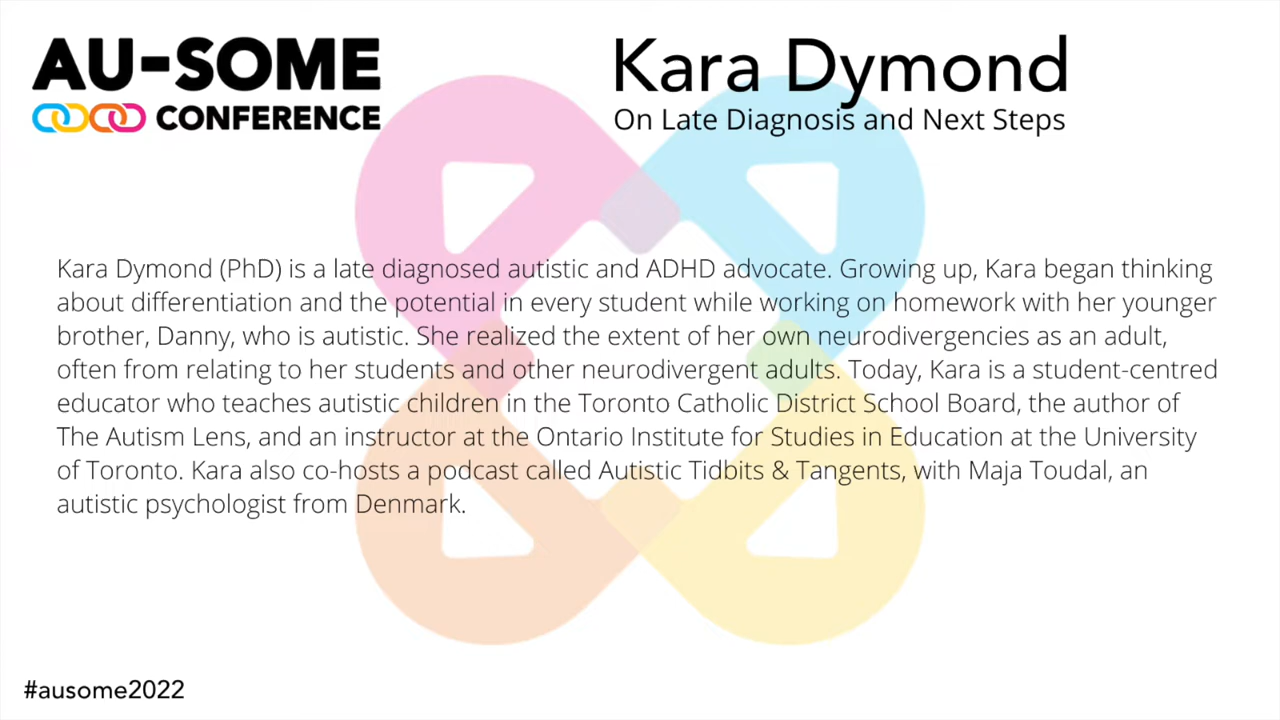 AU-SOME
CONFERENCE
Kara Dymond
On Late Diagnosis and Next Steps
Kara Dymond (PhD) is a late diagnosed autistic and ADHD advocate. Growing up, Kara began thinking
about differentiation and the potential in every student while working on homework with her younger
brother, Danny, who is autistic. She realized the extent of her own neurodivergencies as an adult,
often from relating to her students and other neurodivergent adults. Today, Kara is a student-centred
educator who teaches autistic children in the Toronto Catholic District School Board, the author of
The Autism Lens, and an instructor at the Ontario Institute for Studies in Education at the University
of Toronto. Kara also co-hosts a podcast called Autistic Tidbits & Tangents, with Maja Toudal, an
autistic psychologist from Denmark.
#ausome2022